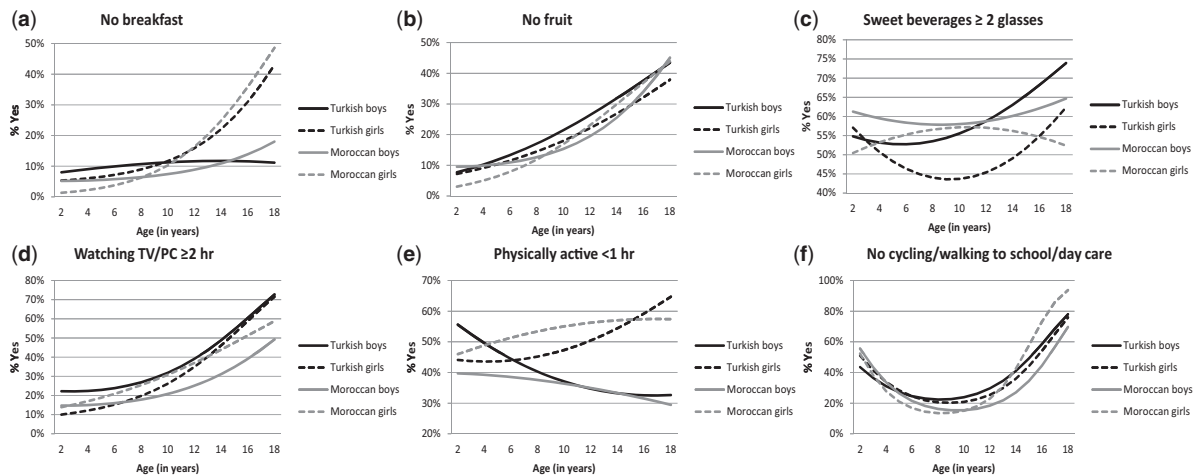 (a) No breakfast
50%
40%
30%
20%
10%
0%
% Yes
2 4 6 8 10 12 14 16 18
Age (in years)
Turkish boys
Turkish girls
Moroccan boys
Moroccan girls
(b) No fruit
50%
40%
30%
20%
10%
0%
% Yes
2 4 6 8 10 12 14 16 18
Age (in years)
Turkish boys
Turkish girls
Moroccan boys
Moroccan girls
(c) Sweet beverages ≥ 2 glasses
80%
75%
70%
65%
60%
55%
50%
45%
40%
% Yes
2 4 6 8 10 12 14 16 18
Age (in years)
Turkish boys
Turkish girls
Moroccan boys
Moroccan girls
(d) Watching TV/PC ≥2 hr
80%
70%
60%
50%
40%
30%
20%
10%
0%
% Yes
2 4 6 8 10 12 14 16 18
Age (in years)
Turkish boys
Turkish girls
Moroccan boys
Moroccan girls
(e) Physically active <1 hr
70%
60%
50%
40%
30%
20%
% Yes
2 4 6 8 10 12 14 16 18
Age (in years)
Turkish boys
Turkish girls
Moroccan boys
Moroccan girls
(f) No cycling/walking to school/day care
100%
80%
60%
40%
20%
0%
% Yes
2 4 6 8 10 12 14 16 18
Age (in years)
Turkish boys
Turkish girls
Moroccan boys
Moroccan girls